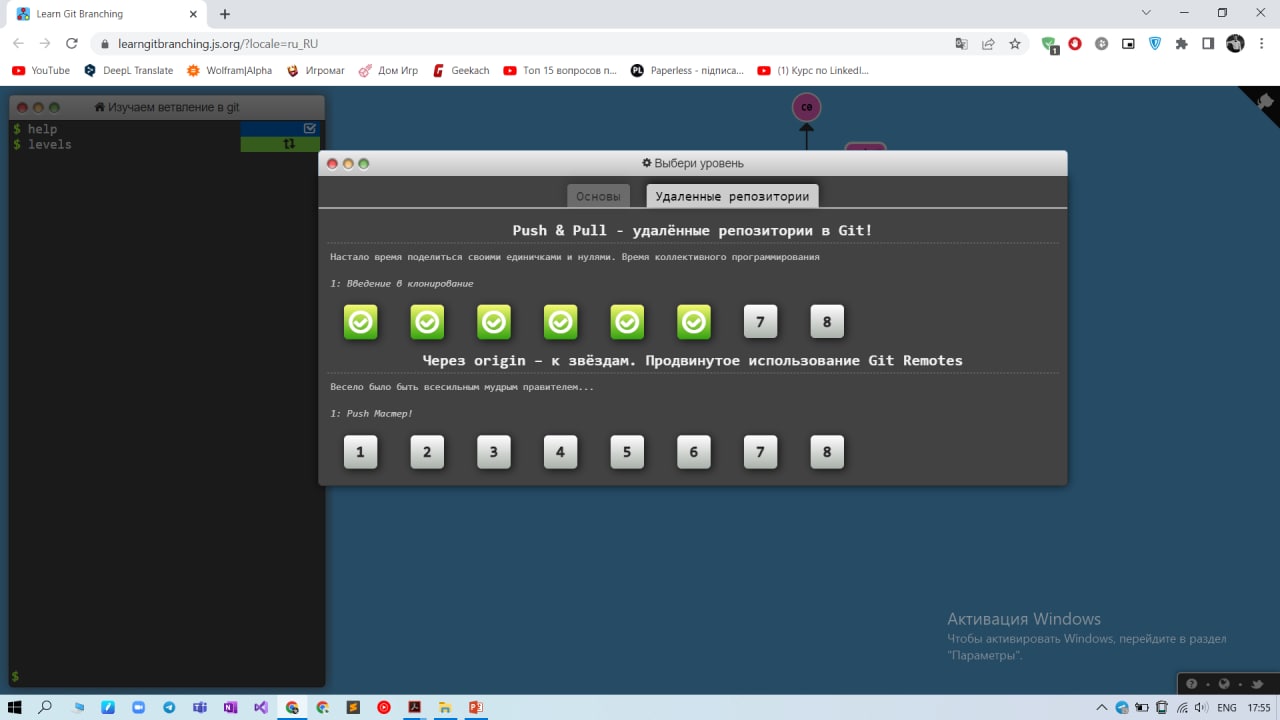 Learn Git Branching
learngitbranching.js.org/?locale=ru_RU
1
YouTube
DeepL Translate
Wolfram|Alpha
Игромаг
Дом Игр
Geekach
Топ 15 вопросов п...
PL
Paperless - підписа...
(1) Курс по LinkedI...
Изучаем ветвление в git
$ help
$ levels
c0
Выбери уровень
Основы
Удаленные репозитории
Push & Pull - удалённые репозитории в Git!
Настало время поделиться своими единичками и нулями. Время коллективного программирования
1: Введение в клонирование
7 8
Через origin – к звёздам. Продвинутое использование Git Remotes
Весело было быть всесильным мудрым правителем...
1: Push Мастер!
1 2 3 4 5 6 7 8
Активация Windows
Чтобы активировать Windows, перейдите в раздел
"Параметры".
$
ENG
17:55